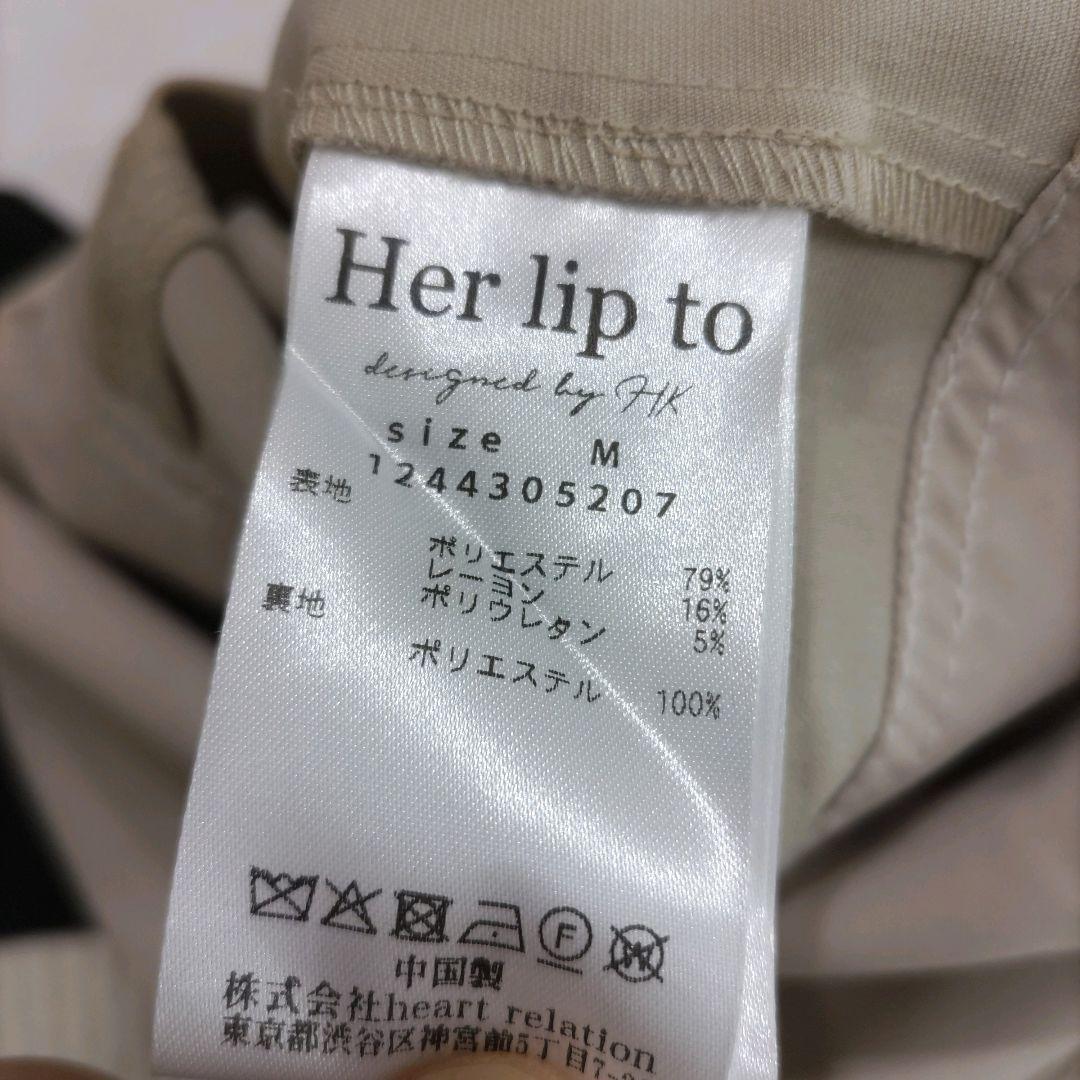 Her lip to
designed by HK
size M
1244305207
表地
ポリエステル 79%
レーヨン 16%
ポリウレタン 5%
裏地
ポリエステル 100%
F
W
中国製
株式会社heart relation
東京都渋谷区神宮前5丁目7-